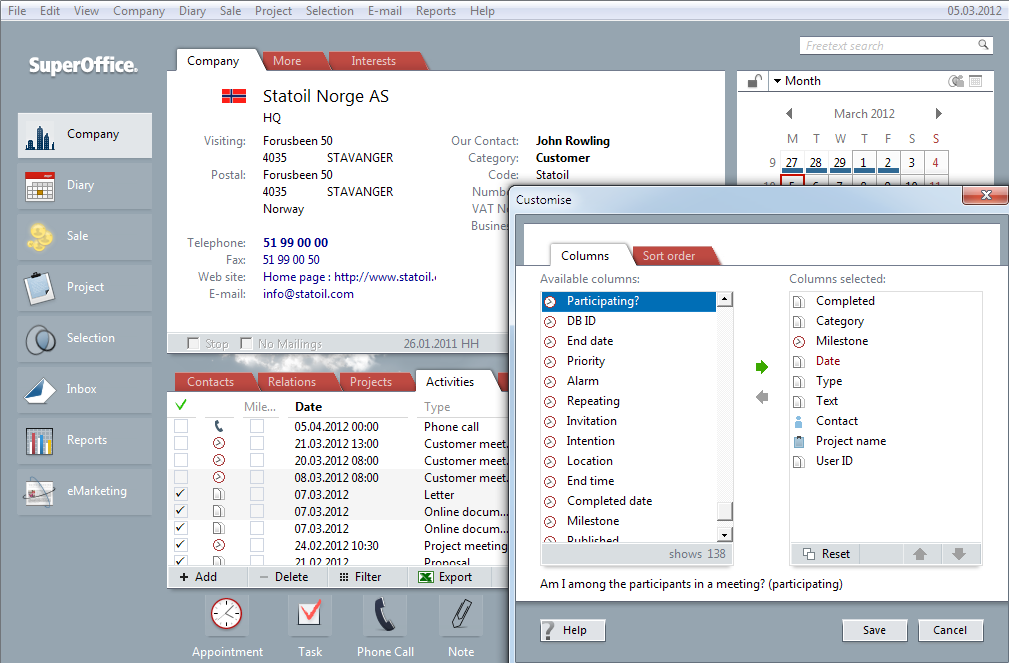 File Edit View Company Diary Sale Project Selection E-mail Reports Help 05.03.2012
Freetext search
SuperOffice.
Company
Diary
Sale
Project
Selection
Inbox
Reports
eMarketing
Company More Interests
Statoil Norge AS
HQ
Visiting: Forusbeen 50
4035 STAVANGER
Postal: Forusbeen 50
4035 STAVANGER
Norway
Telephone: 51 99 00 00
Fax: 51 99 00 50
Web site: Home page : http://www.statoil.
E-mail: info@statoil.com
Our Contact: John Rowling
Category: Customer
Code: Statoil
Numb
VAT N
Busine
Stop No Mailings 26.01.2011 HH
Month
March 2012
M T W T F S S
9 27 28 29 1 2 3 4
10 5 6 7 8 9 10 11
Contacts Relations Projects Activities
Mile... Date Type
05.04.2012 00:00 Phone call
21.03.2012 13:00 Customer meet.
20.03.2012 08:00 Customer meet.
08.03.2012 08:00 Customer meet.
07.03.2012 Letter
07.03.2012 Online docum...
07.03.2012 Online docum...
24.02.2012 10:30 Project meeting
21.02.2012 Proposal
+ Add – Delete Filter Export
Appointment Task Phone Call Note
Customise
Columns Sort order
Available columns:
Participating?
DB ID
End date
Priority
Alarm
Repeating
Invitation
Intention
Location
End time
Completed date
Milestone
Published
shows 138
Columns selected:
Completed
Category
Milestone
Date
Type
Text
Contact
Project name
User ID
Reset
Am I among the participants in a meeting? (participating)
? Help Save Cancel